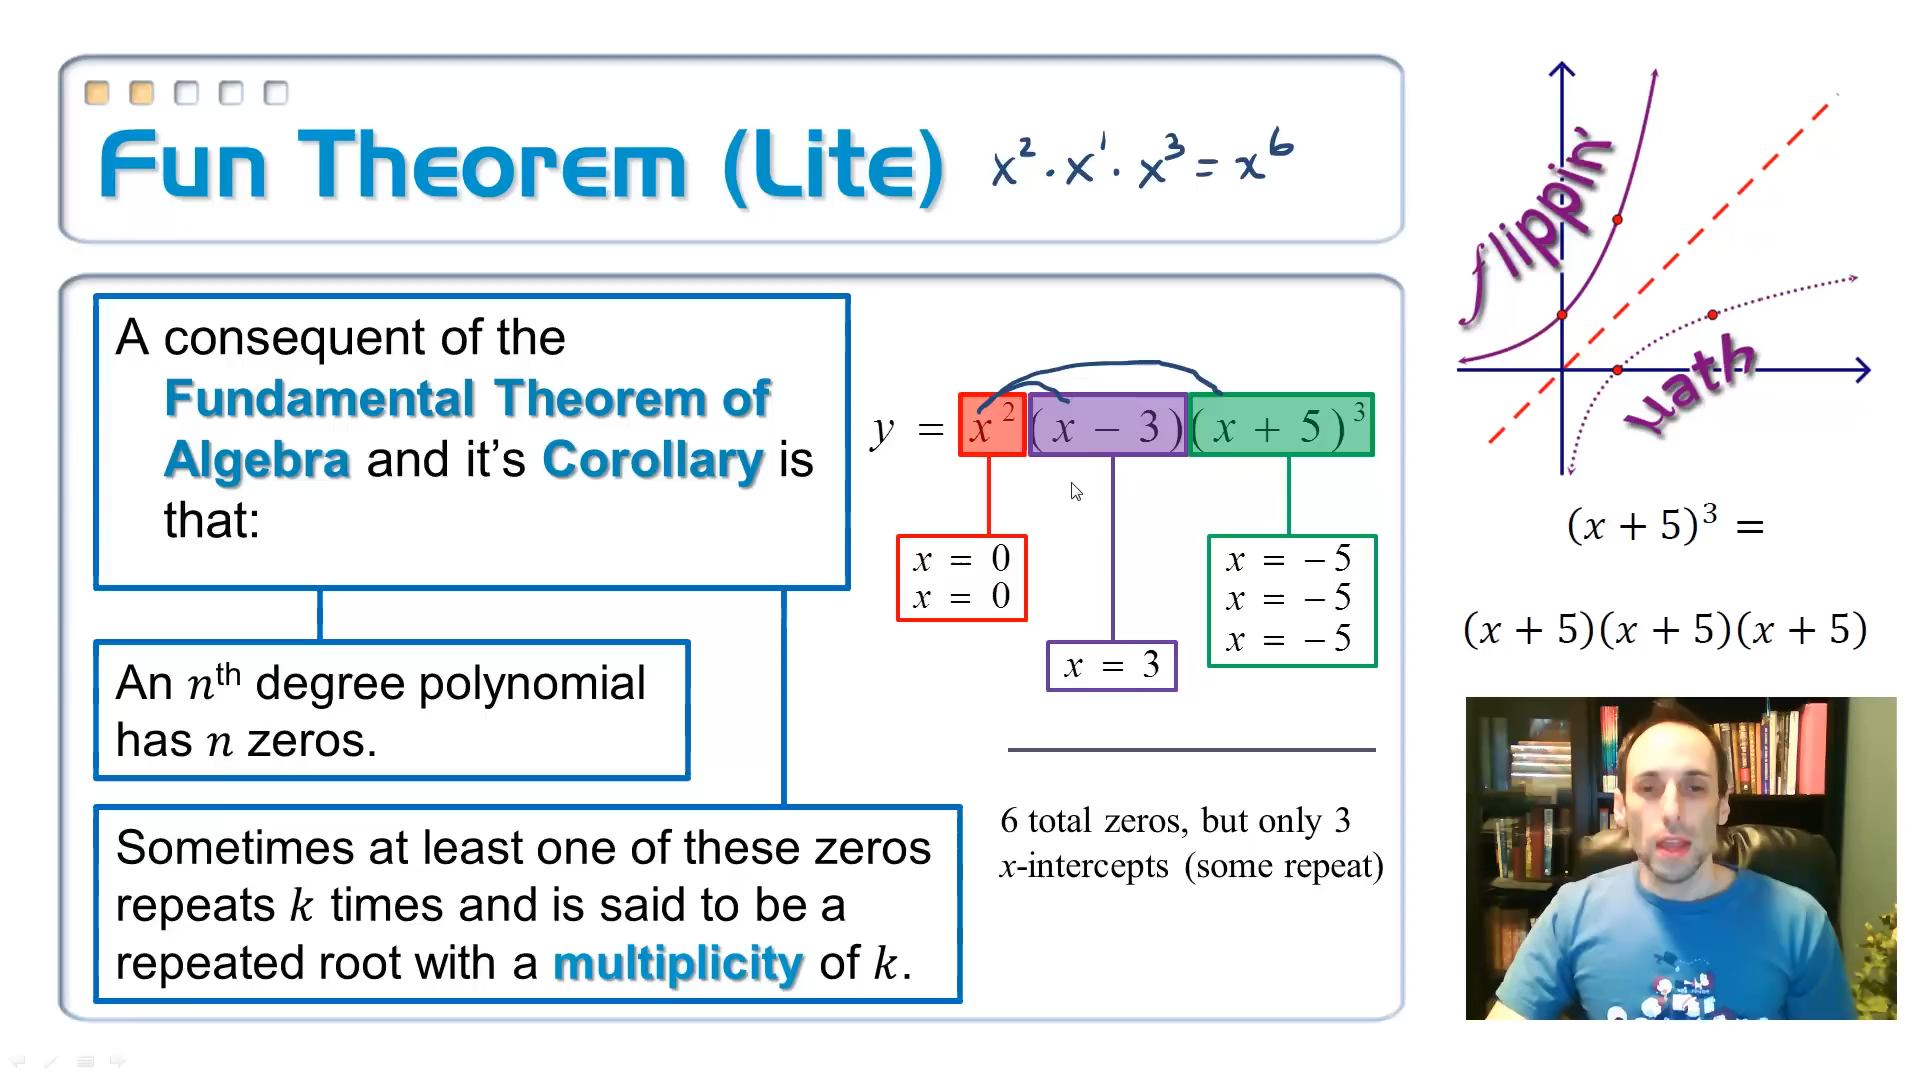 Fun Theorem (Lite)
x² · x¹ · x³ = x⁶
A consequent of the
Fundamental Theorem of
Algebra and it's Corollary is
that:
An nᵗʰ degree polynomial
has n zeros.
Sometimes at least one of these zeros
repeats k times and is said to be a
repeated root with a multiplicity of k.
y = x²(x − 3)(x + 5)³
x = 0
x = 0
x = 3
x = −5
x = −5
x = −5
6 total zeros, but only 3
x-intercepts (some repeat)
flippin'
math
(x + 5)³ =
(x + 5)(x + 5)(x + 5)